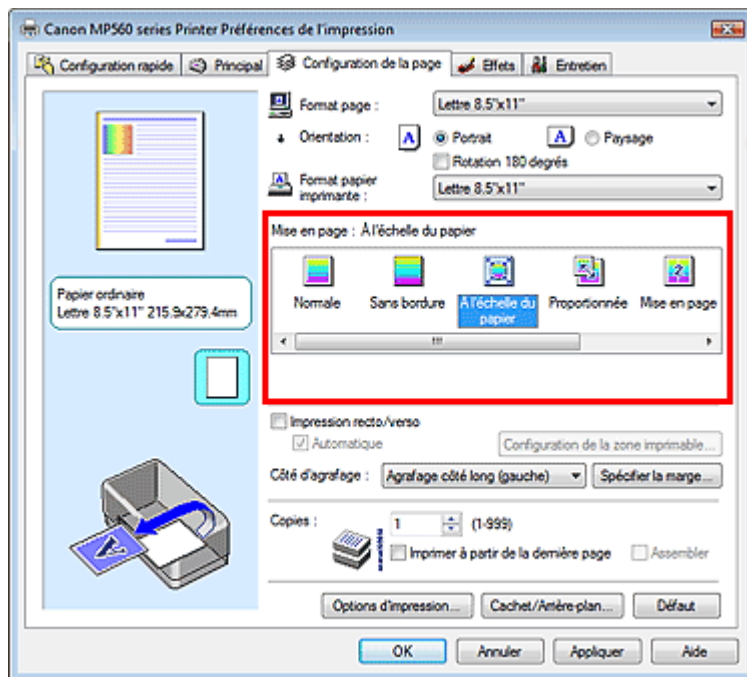 Canon MP560 series Printer Préférences de l'impression
Configuration rapide Principal Configuration de la page Effets Entretien
Format page : Lettre 8.5"x11"
Orientation : A Portrait A Paysage
Rotation 180 degrés
Format papier
imprimante : Lettre 8.5"x11"
Mise en page : À l'échelle du papier
Normale Sans bordure À l'échelle du papier Proportionnée Mise en page
Papier ordinaire
Lettre 8.5"x11" 215.9x279.4mm
Impression recto/verso
Automatique Configuration de la zone imprimable...
Côté d'agrafage : Agrafage côté long (gauche) Spécifier la marge...
Copies : 1 (1-999)
Imprimer à partir de la dernière page Assembler
Options d'impression... Cachet/Arrière-plan... Défaut
OK Annuler Appliquer Aide